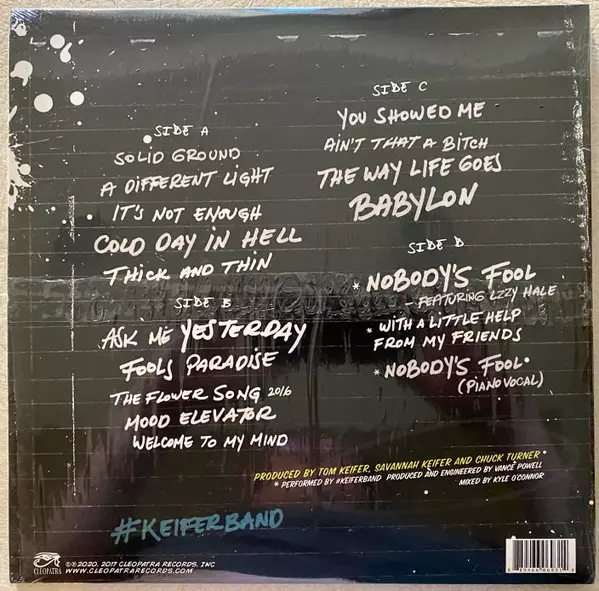 SIDE A
SOLID GROUND
A DIFFERENT LIGHT
IT'S NOT ENOUGH
COLD DAY IN HELL
THICK AND THIN
SIDE B
ASK ME YESTERDAY
FOOLS PARADISE
THE FLOWER SONG 2016
MOOD ELEVATOR
WELCOME TO MY MIND
SIDE C
YOU SHOWED ME
AIN'T THAT A BITCH
THE WAY LIFE GOES
BABYLON
SIDE D
* NOBODY'S FOOL
- FEATURING LZZY HALE
* WITH A LITTLE HELP
FROM MY FRIENDS
* NOBODY'S FOOL
(PIANO VOCAL)
PRODUCED BY TOM KEIFER, SAVANNAH KEIFER AND CHUCK TURNER *
* PERFORMED BY #KEIFERBAND PRODUCED AND ENGINEERED BY VANCE POWELL
MIXED BY KYLE O'CONNOR
#KEIFERBAND
CLEOPATRA
©℗ 2020, 2017 CLEOPATRA RECORDS, INC
WWW.CLEOPATRARECORDS.COM